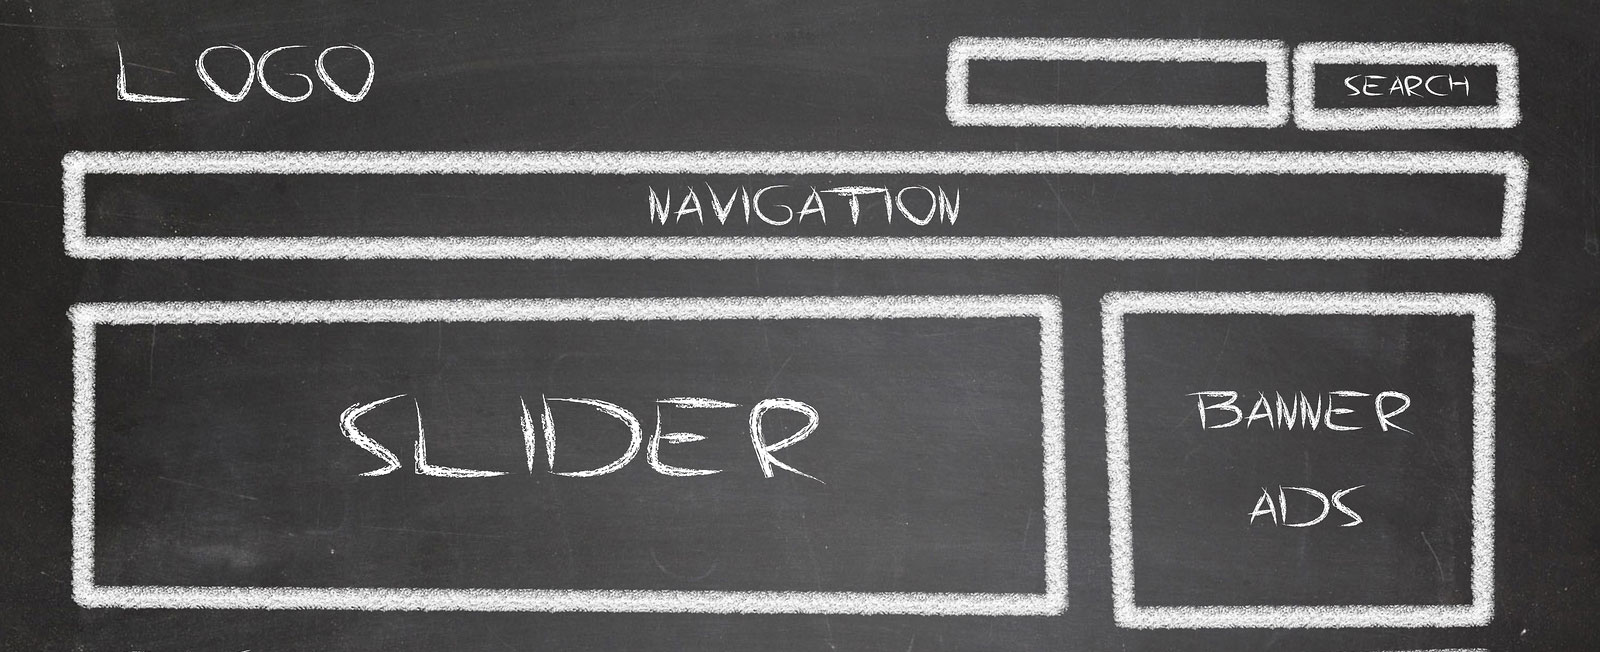 LOGO
SEARCH
NAVIGATION
SLIDER
BANNER
ADS